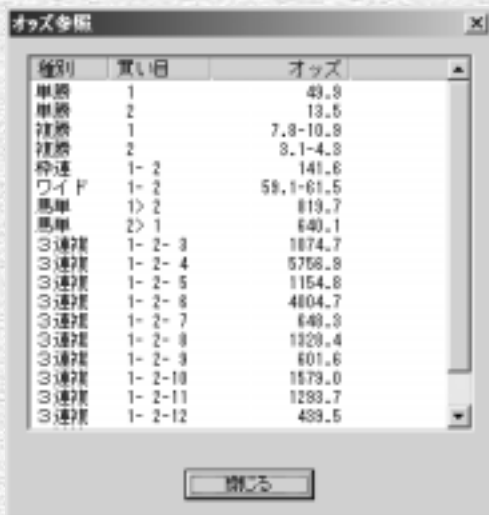 オッズ参照
種別 買い目 オッズ
単勝 1 49.9
単勝 2 13.5
複勝 1 7.8-10.9
複勝 2 3.1-4.3
枠連 1- 2 141.6
ワイド 1- 2 59.1-61.5
馬単 1> 2 819.7
馬単 2> 1 640.1
3連複 1- 2- 3 1074.7
3連複 1- 2- 4 5756.9
3連複 1- 2- 5 1154.8
3連複 1- 2- 6 4004.7
3連複 1- 2- 7 648.3
3連複 1- 2- 8 1328.4
3連複 1- 2- 9 601.6
3連複 1- 2-10 1579.0
3連複 1- 2-11 1293.7
3連複 1- 2-12 439.5
閉じる